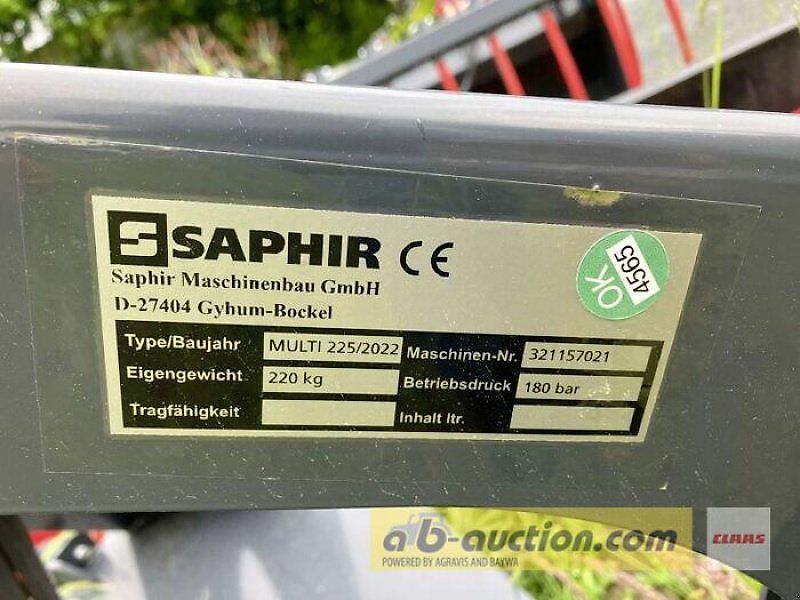 SAPHIR CE
Saphir Maschinenbau GmbH
D-27404 Gyhum-Bockel
OK 4565
Type/Baujahr MULTI 225/2022 Maschinen-Nr. 321157021
Eigengewicht 220 kg Betriebsdruck 180 bar
Tragfähigkeit Inhalt ltr.
ab-auction.com
POWERED BY AGRAVIS AND BAYWA
CLAAS